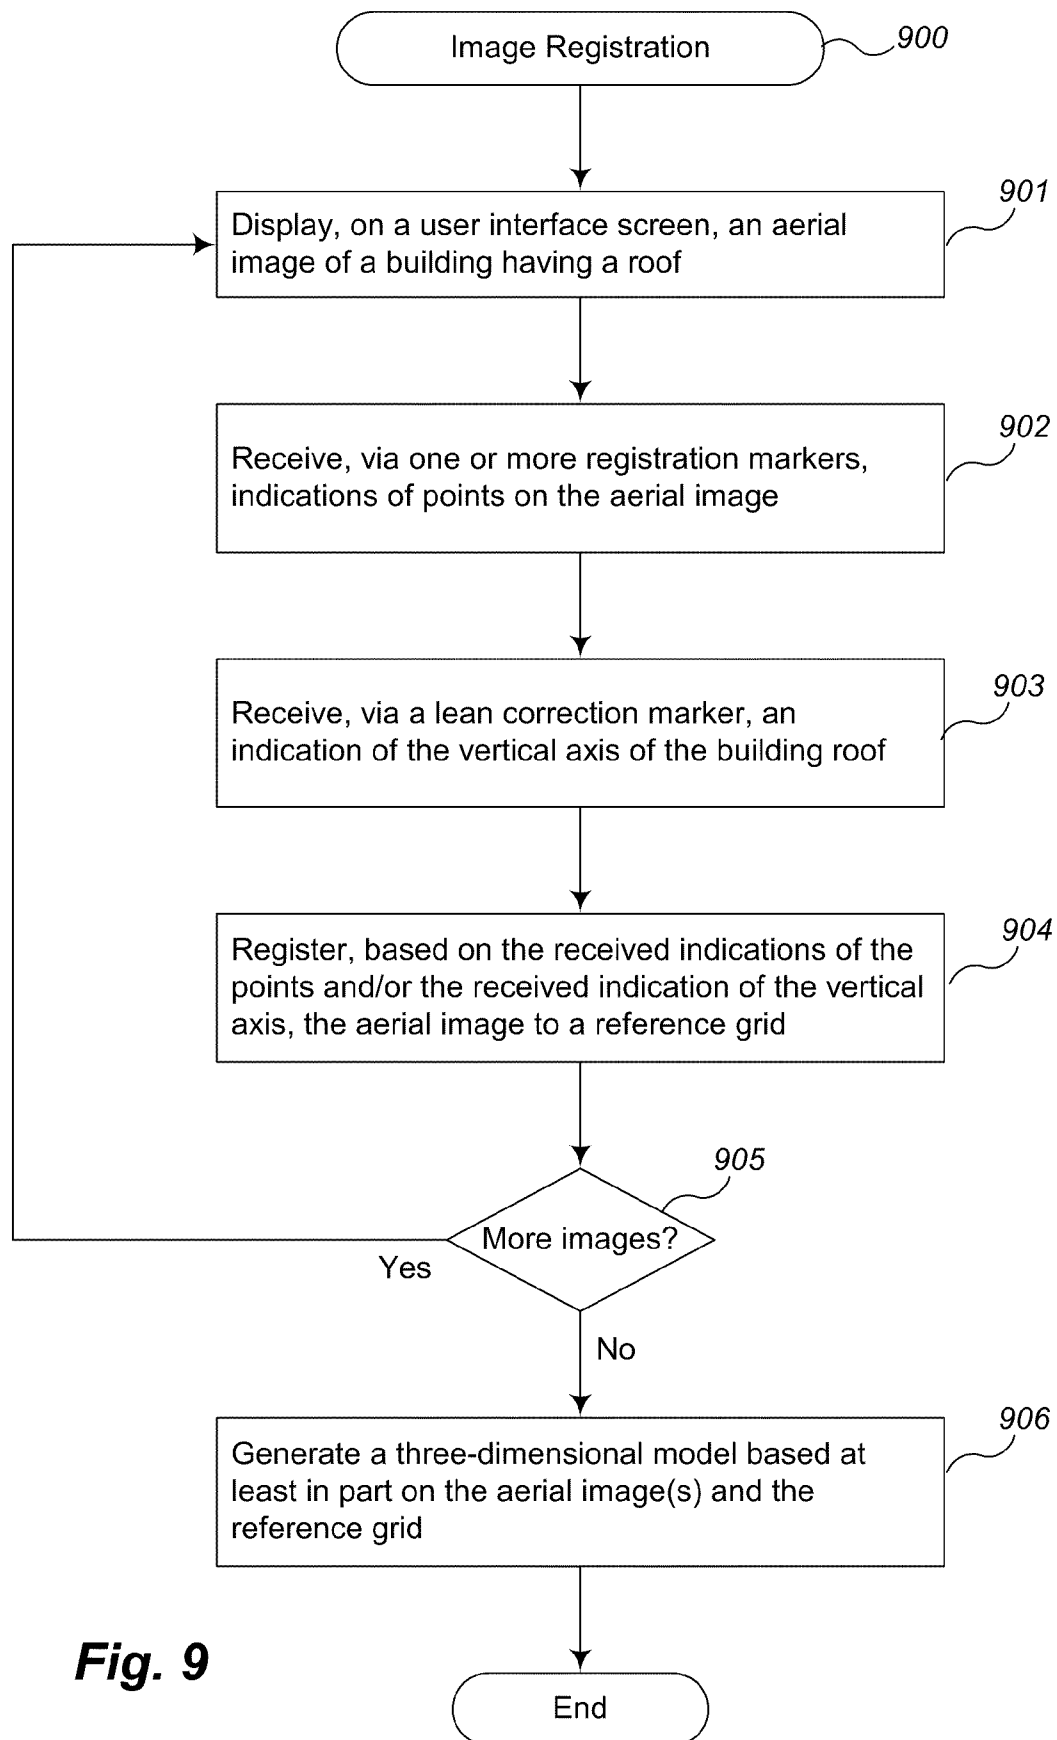 Image Registration
900
901
Display, on a user interface screen, an aerial
image of a building having a roof
902
Receive, via one or more registration markers,
indications of points on the aerial image
903
Receive, via a lean correction marker, an
indication of the vertical axis of the building roof
904
Register, based on the received indications of the
points and/or the received indication of the vertical
axis, the aerial image to a reference grid
905
More images?
Yes
No
906
Generate a three-dimensional model based at
least in part on the aerial image(s) and the
reference grid
Fig. 9
End